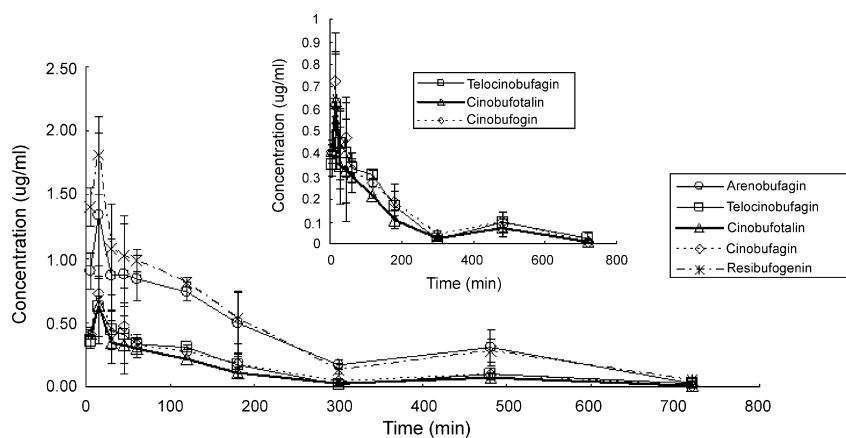 Concentration (ug/ml)
2.50
2.00
1.50
1.00
0.50
0.00
0
100
200
300
400
500
600
700
800
Time (min)
Concentration (ug/ml)
1
0.9
0.8
0.7
0.6
0.5
0.4
0.3
0.2
0.1
0
0
200
400
600
800
Time (min)
Telocinobufagin
Cinobufotalin
Cinobufogin
Arenobufagin
Telocinobufagin
Cinobufotalin
Cinobufagin
Resibufogenin